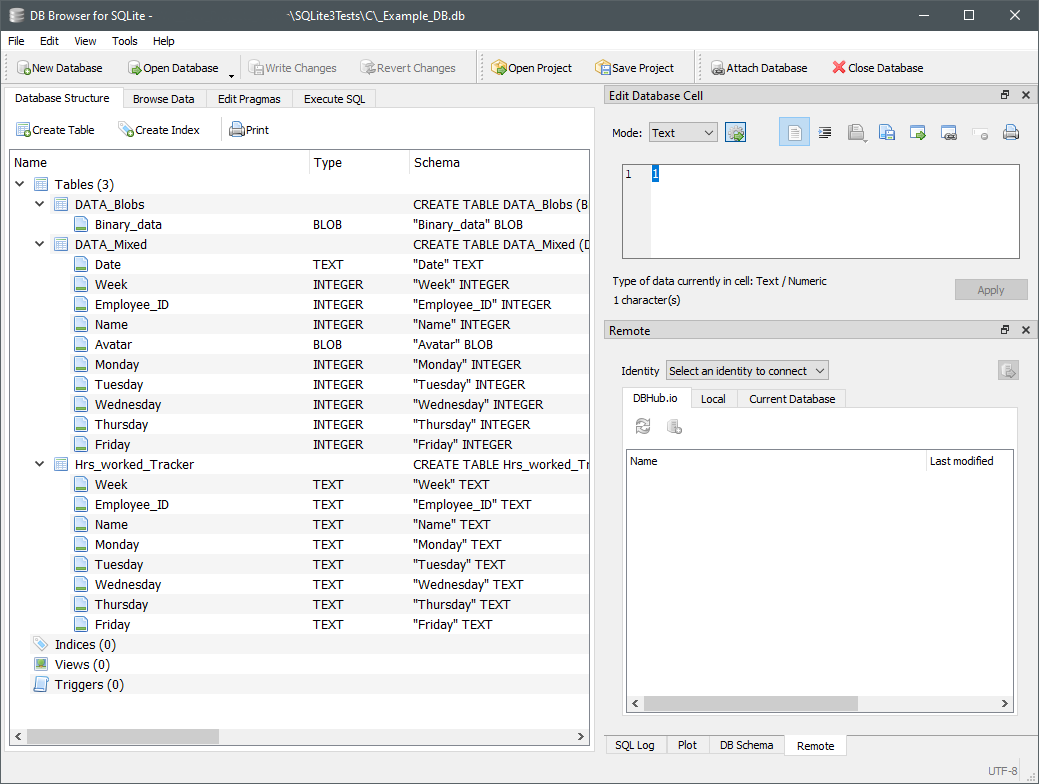 DB Browser for SQLite - -\SQLite3Tests\C\_Example_DB.db
File Edit View Tools Help
New Database Open Database Write Changes Revert Changes Open Project Save Project Attach Database Close Database
Database Structure Browse Data Edit Pragmas Execute SQL
Create Table Create Index Print
Name Type Schema
Tables (3)
DATA_Blobs CREATE TABLE DATA_Blobs (B
Binary_data BLOB "Binary_data" BLOB
DATA_Mixed CREATE TABLE DATA_Mixed (D
Date TEXT "Date" TEXT
Week INTEGER "Week" INTEGER
Employee_ID INTEGER "Employee_ID" INTEGER
Name INTEGER "Name" INTEGER
Avatar BLOB "Avatar" BLOB
Monday INTEGER "Monday" INTEGER
Tuesday INTEGER "Tuesday" INTEGER
Wednesday INTEGER "Wednesday" INTEGER
Thursday INTEGER "Thursday" INTEGER
Friday INTEGER "Friday" INTEGER
Hrs_worked_Tracker CREATE TABLE Hrs_worked_Tr
Week TEXT "Week" TEXT
Employee_ID TEXT "Employee_ID" TEXT
Name TEXT "Name" TEXT
Monday TEXT "Monday" TEXT
Tuesday TEXT "Tuesday" TEXT
Wednesday TEXT "Wednesday" TEXT
Thursday TEXT "Thursday" TEXT
Friday TEXT "Friday" TEXT
Indices (0)
Views (0)
Triggers (0)
Edit Database Cell
Mode: Text
1 1
Type of data currently in cell: Text / Numeric
1 character(s)
Apply
Remote
Identity Select an identity to connect
DBHub.io Local Current Database
Name Last modified
SQL Log Plot DB Schema Remote
UTF-8